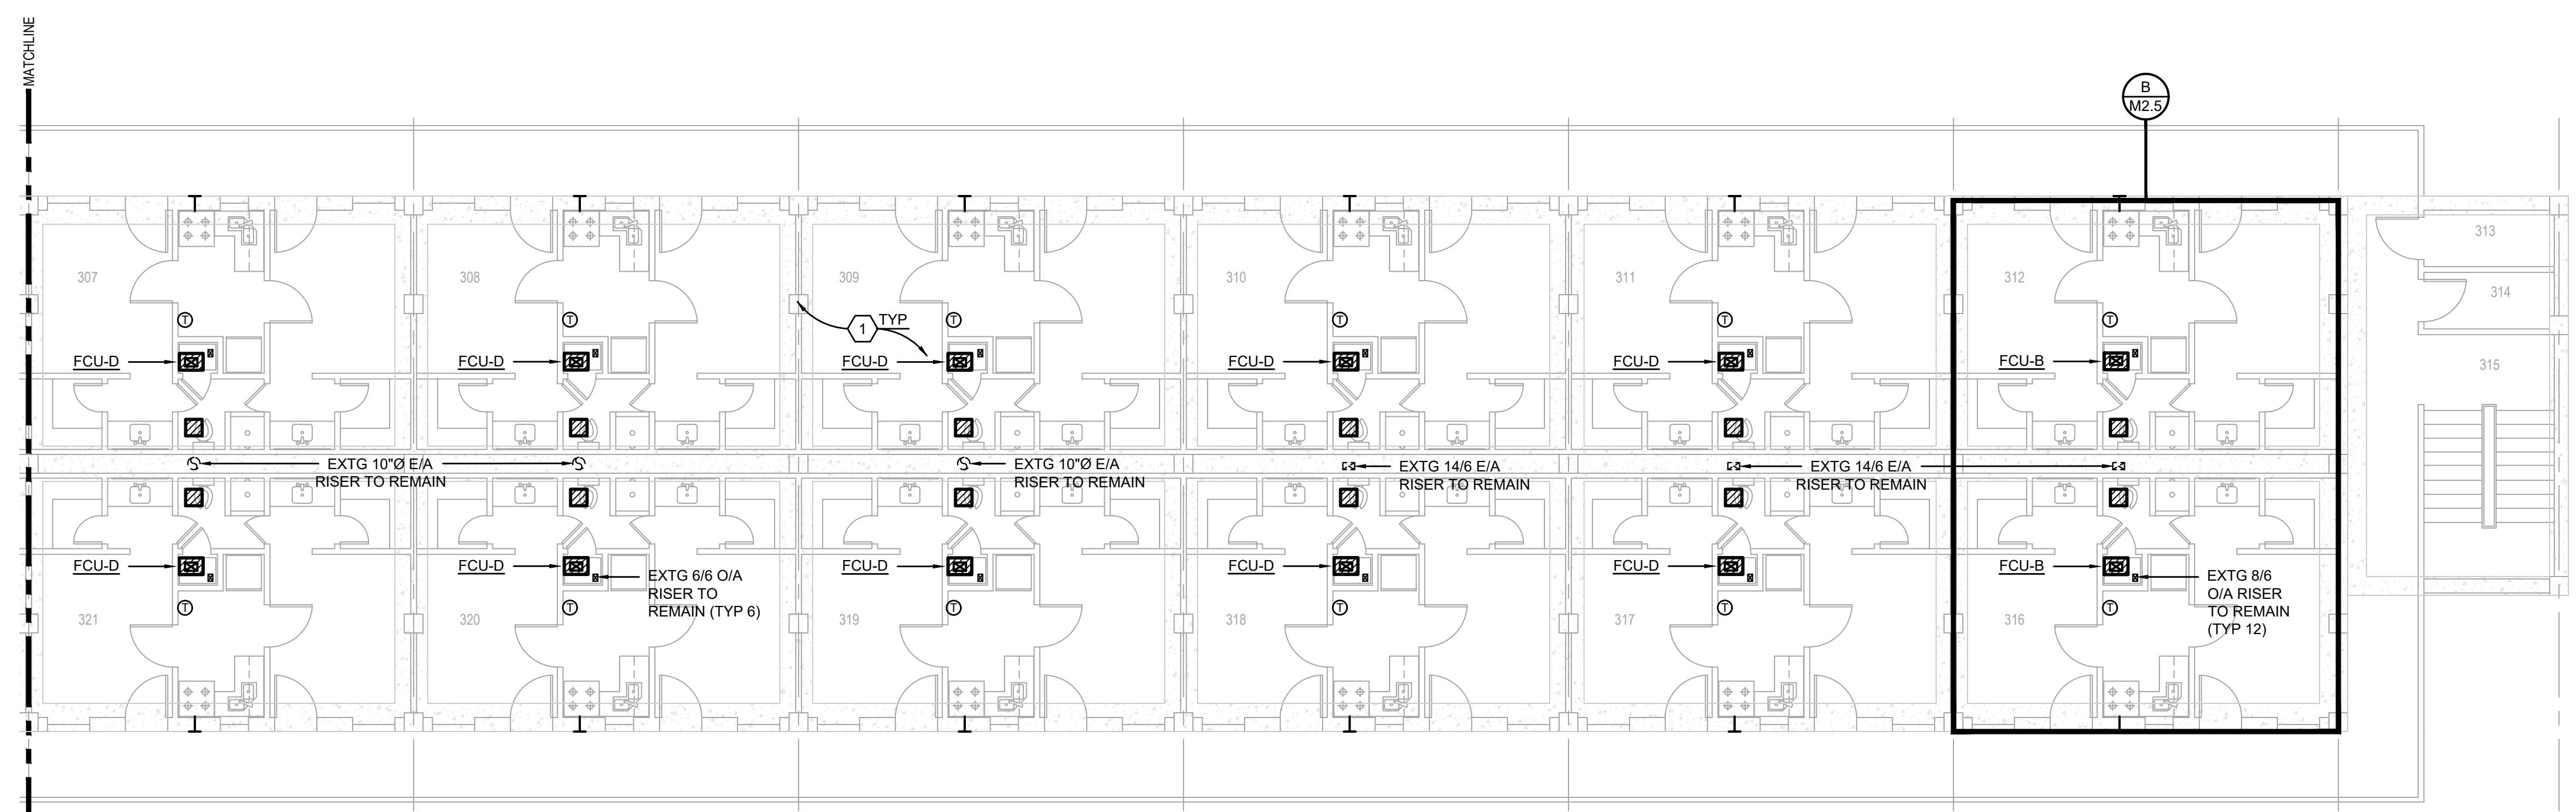 MATCHLINE
B
M2.5
307
308
309
310
311
312
313
314
315
1
TYP
T
T
T
T
T
T
FCU-D
FCU-D
FCU-D
FCU-D
FCU-D
FCU-B
EXTG 10"Ø E/A
RISER TO REMAIN
EXTG 10"Ø E/A
RISER TO REMAIN
EXTG 14/6 E/A
RISER TO REMAIN
EXTG 14/6 E/A
RISER TO REMAIN
FCU-D
FCU-D
FCU-D
FCU-D
FCU-D
FCU-B
EXTG 6/6 O/A
RISER TO
REMAIN (TYP 6)
EXTG 8/6
O/A RISER
TO REMAIN
(TYP 12)
T
T
T
T
T
T
321
320
319
318
317
316